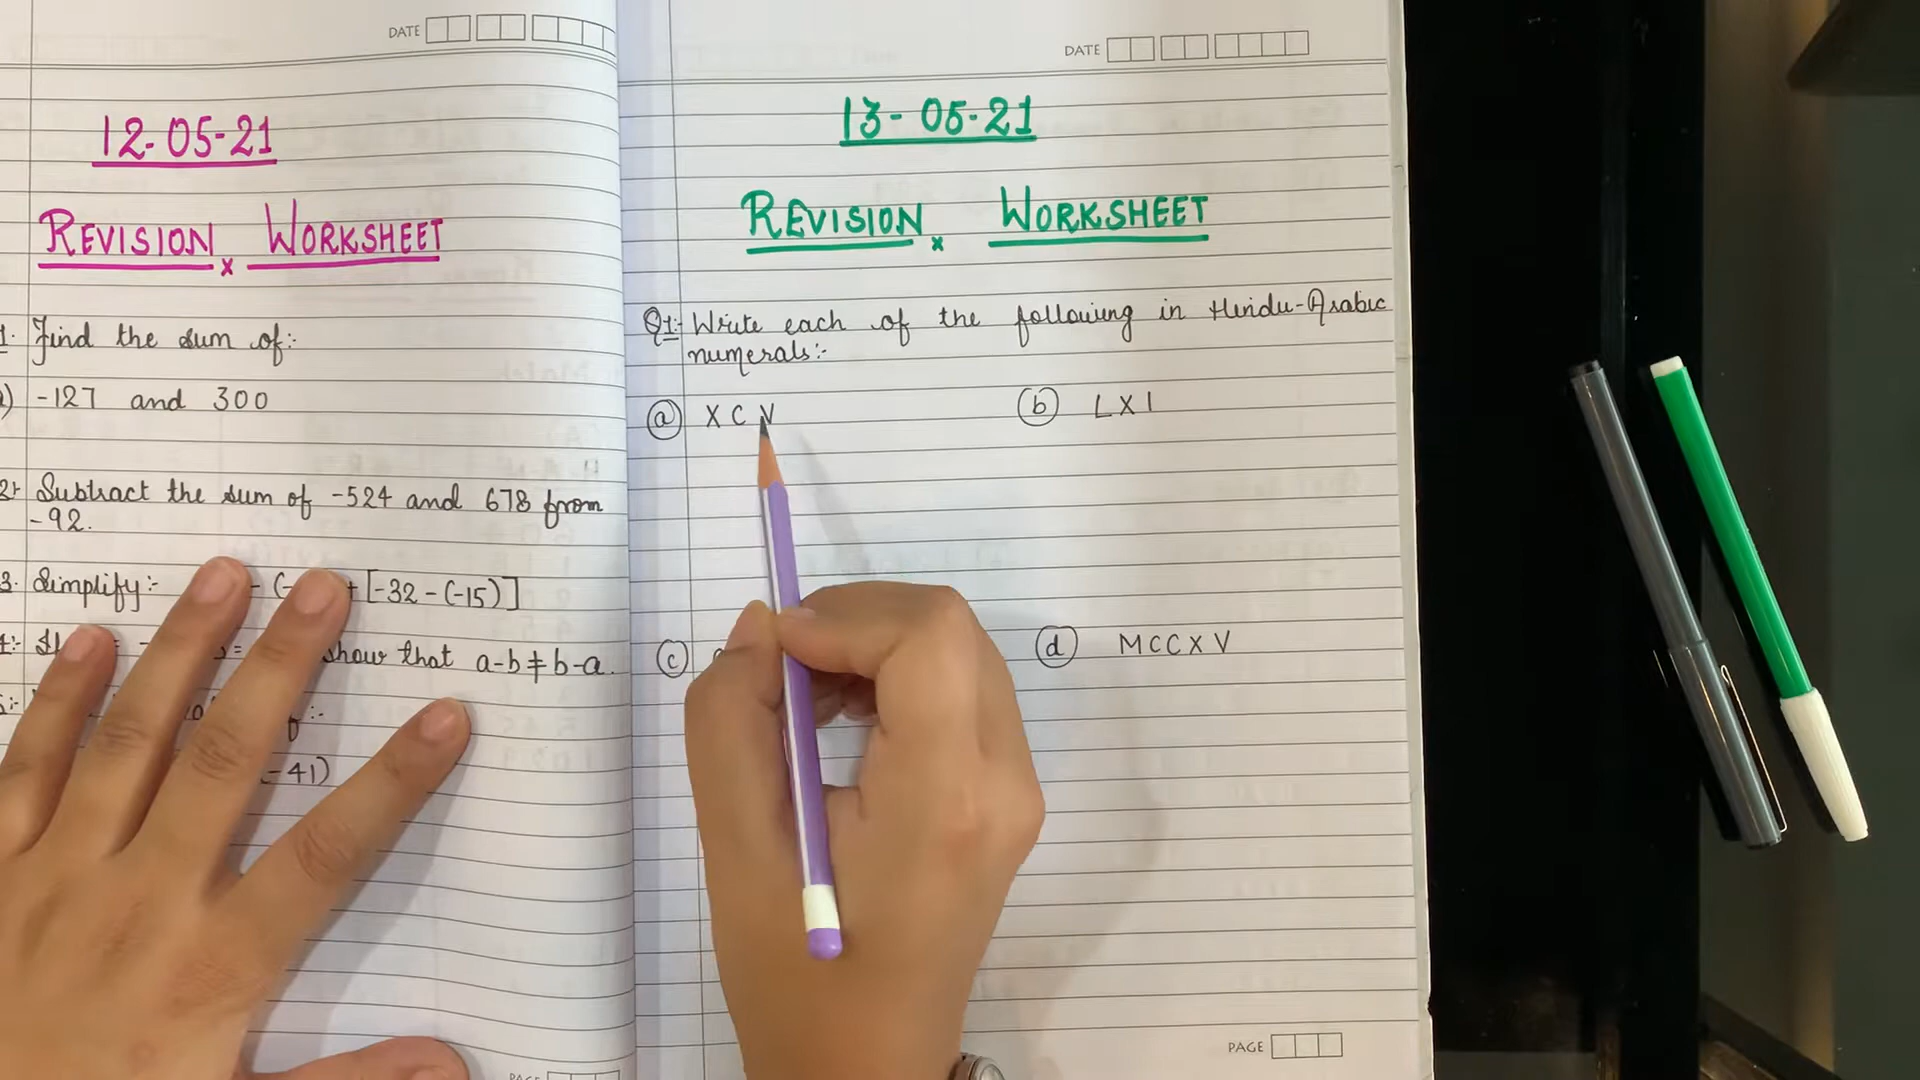 DATE
12-05-21
REVISION WORKSHEET
1. Find the sum of:-
a) -127 and 300
2:- Subtract the sum of -524 and 678 from
-92.
3. Simplify:- - (- + [-32-(-15)]
4:- show that a-b≠b-a.
5:-
-41)
DATE
13-05-21
REVISION WORKSHEET
Q1:- Write each of the following in Hindu-Arabic
numerals:-
(a) XCV (b) LXI
(c) (d) MCCXV
PAGE
PAGE